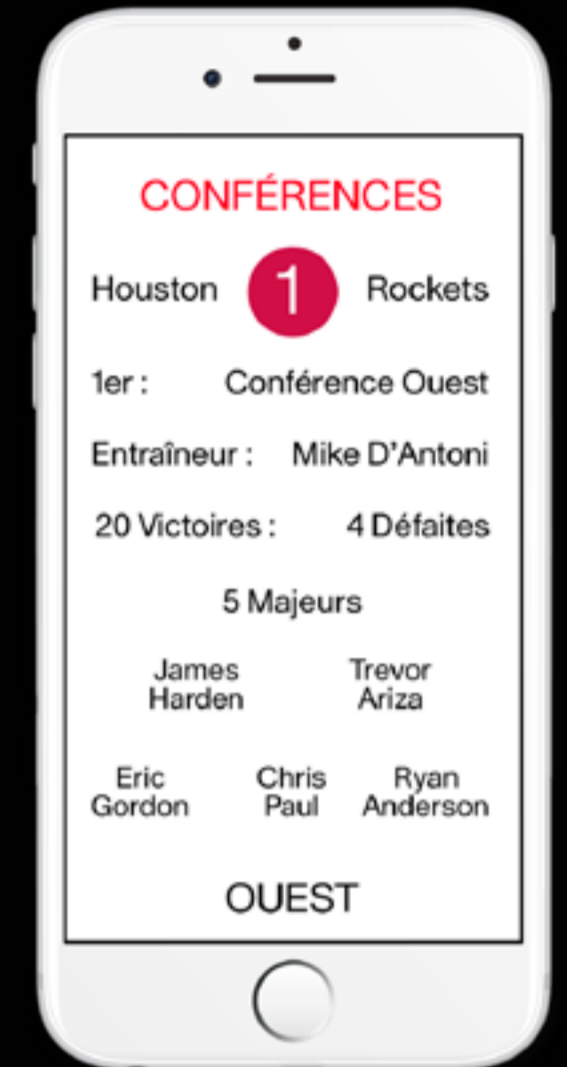 CONFÉRENCES
Houston 1 Rockets
1er : Conférence Ouest
Entraîneur : Mike D'Antoni
20 Victoires : 4 Défaites
5 Majeurs
James Harden
Trevor Ariza
Eric Gordon
Chris Paul
Ryan Anderson
OUEST